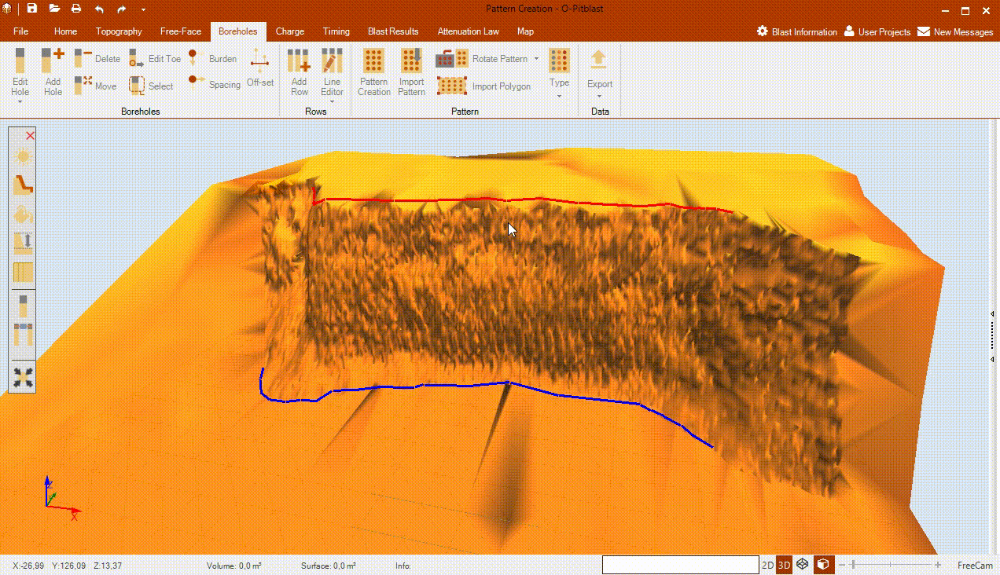 Pattern Creation - O-Pitblast
File Home Topography Free-Face Boreholes Charge Timing Blast Results Attenuation Law Map Blast Information User Projects New Messages
Edit Hole
Add Hole
Delete
Move
Edit Toe
Select
Burden
Spacing
Off-set
Boreholes
Add Row
Line Editor
Rows
Pattern Creation
Import Pattern
Rotate Pattern
Import Polygon
Type
Pattern
Export
Data
Z
X
X:-26,99 Y:126,09 Z:13,37 Volume: 0,0 m³ Surface: 0,0 m² Info: 2D 3D FreeCam